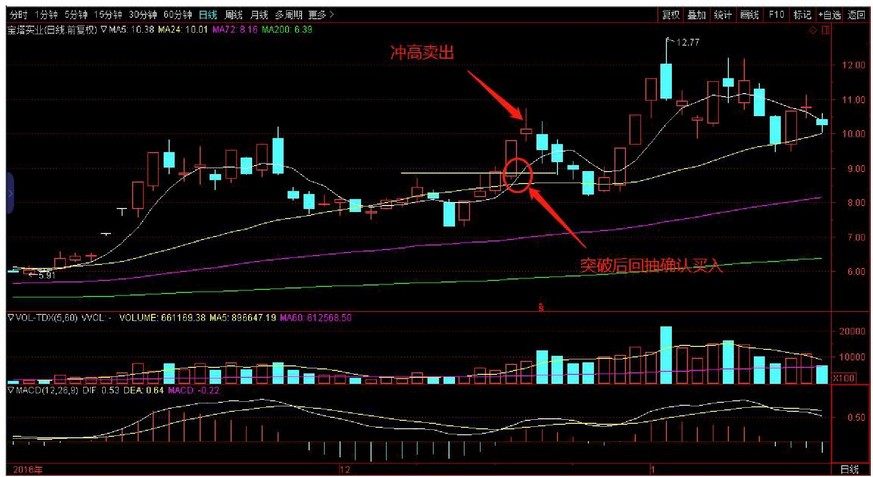 分时 1分钟 5分钟 15分钟 30分钟 60分钟 日线 周线 月线 多周期 更多> 复权 叠加 统计 画线 F10 标记 +自选 返回
宝塔实业(日线.前复权) ▽MA5: 10.38 MA24: 10.01 MA72: 8.16 MA200: 6.39
12.77
冲高卖出
12.00
11.00
10.00
9.00
8.00
7.00
突破后回抽确认买入
6.00
←5.91
▽VOL-TDX(5,60) VVOL: - VOLUME: 661169.38 MA5: 896647.19 MA60: 612568.50
20000
10000
X100
▽MACD(12,26,9) DIF: 0.53 DEA: 0.64 MACD: -0.22
0.50
2016年 12 1 日线